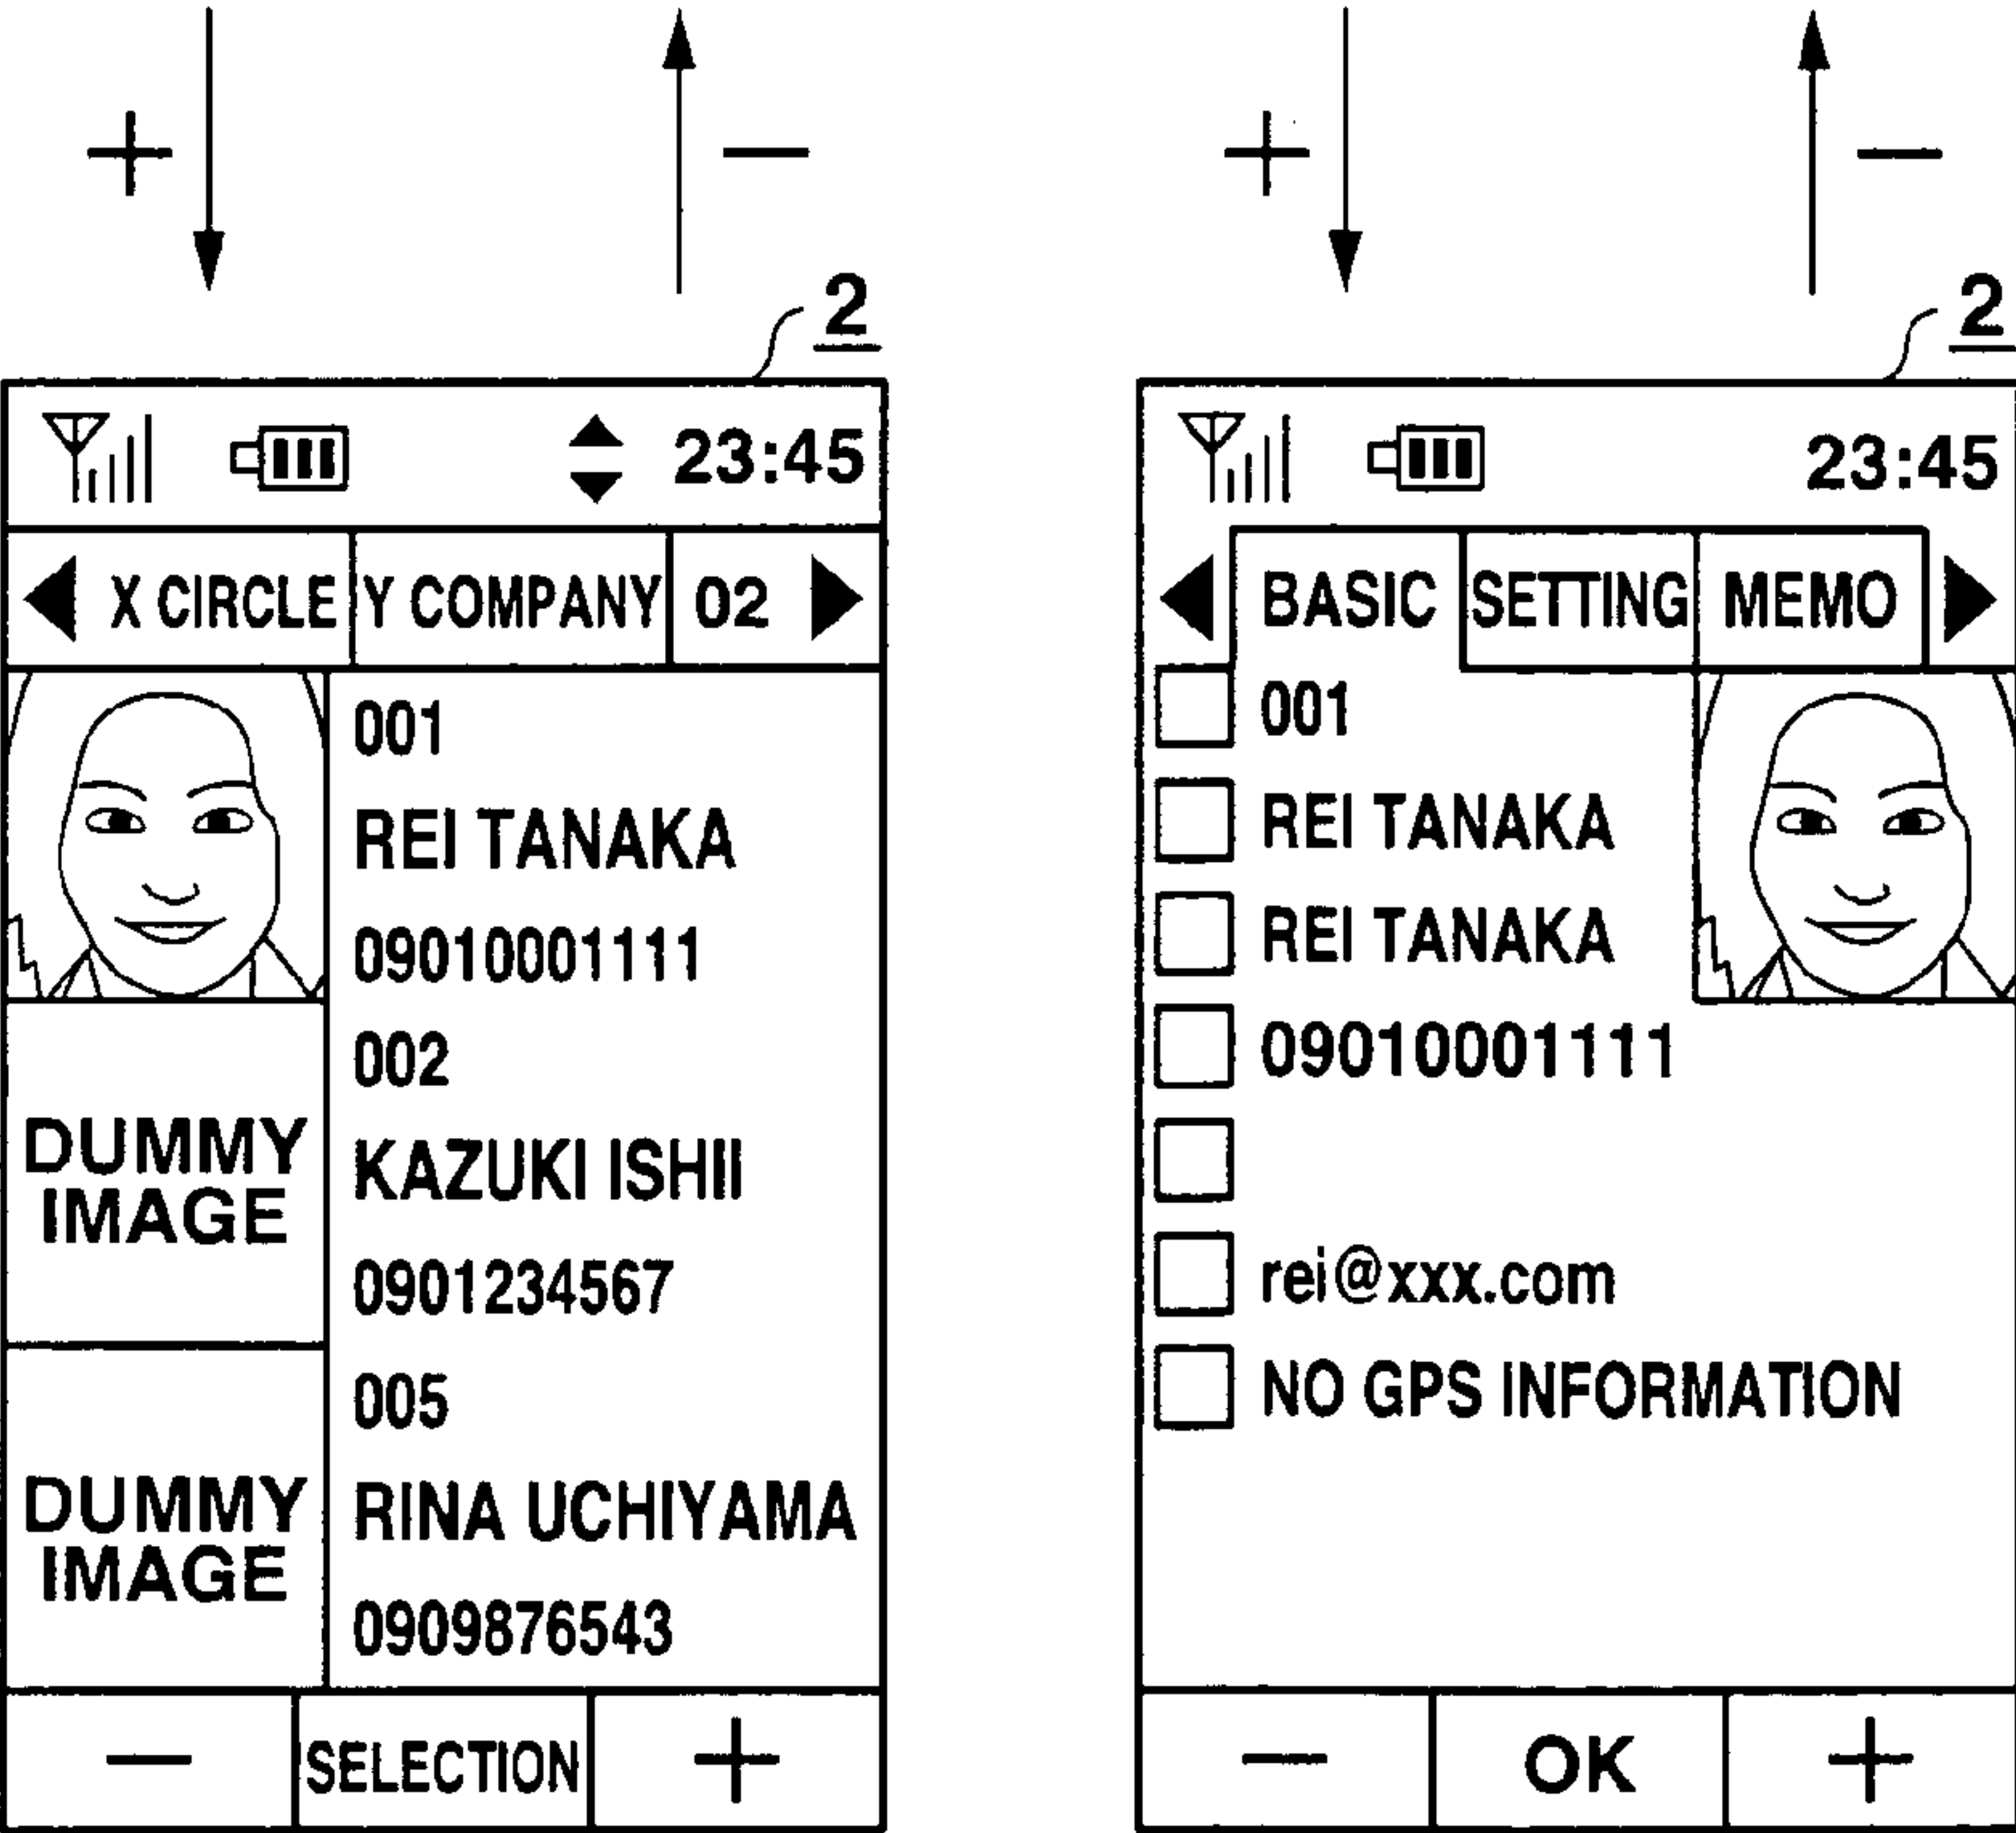 + −
2
23:45
X CIRCLE Y COMPANY 02
001
REI TANAKA
09010001111
002
DUMMY IMAGE
KAZUKI ISHII
0901234567
005
DUMMY IMAGE
RINA UCHIYAMA
0909876543
− SELECTION +
+ −
2
23:45
BASIC SETTING MEMO
001
REI TANAKA
REI TANAKA
09010001111
rei@xxx.com
NO GPS INFORMATION
− OK +